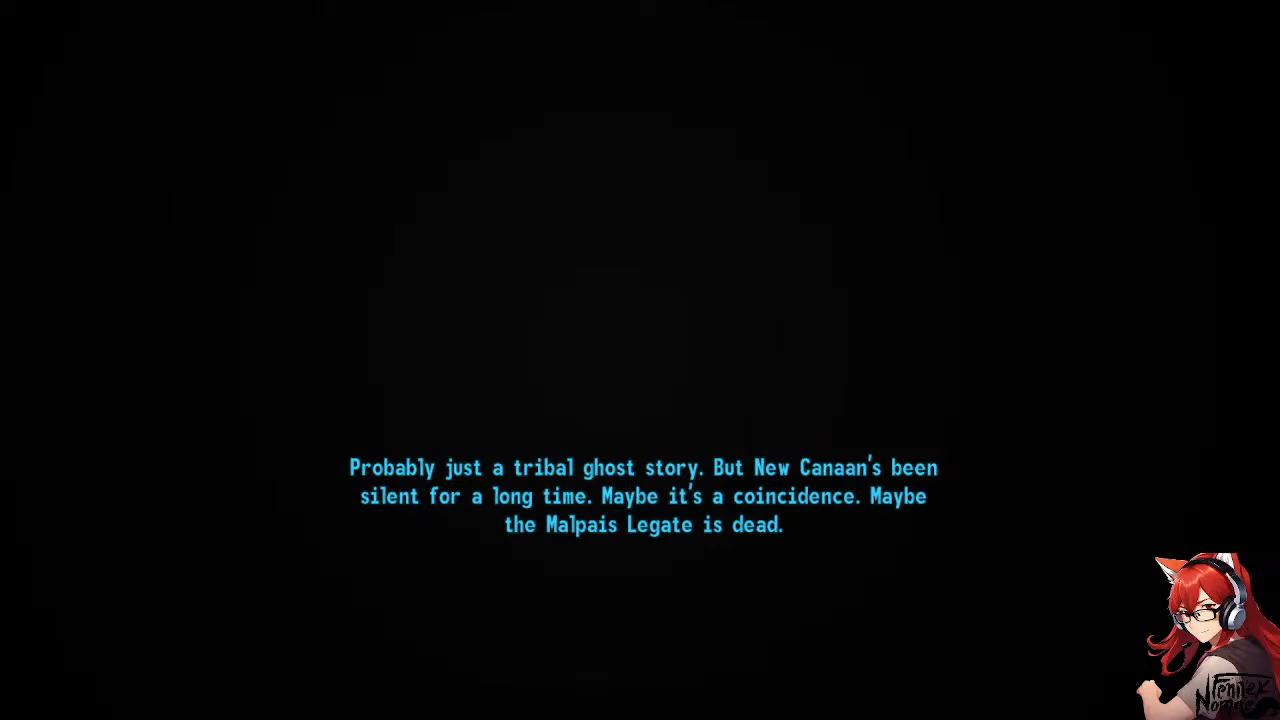 Probably just a tribal ghost story. But New Canaan's been
silent for a long time. Maybe it's a coincidence. Maybe
the Malpais Legate is dead.